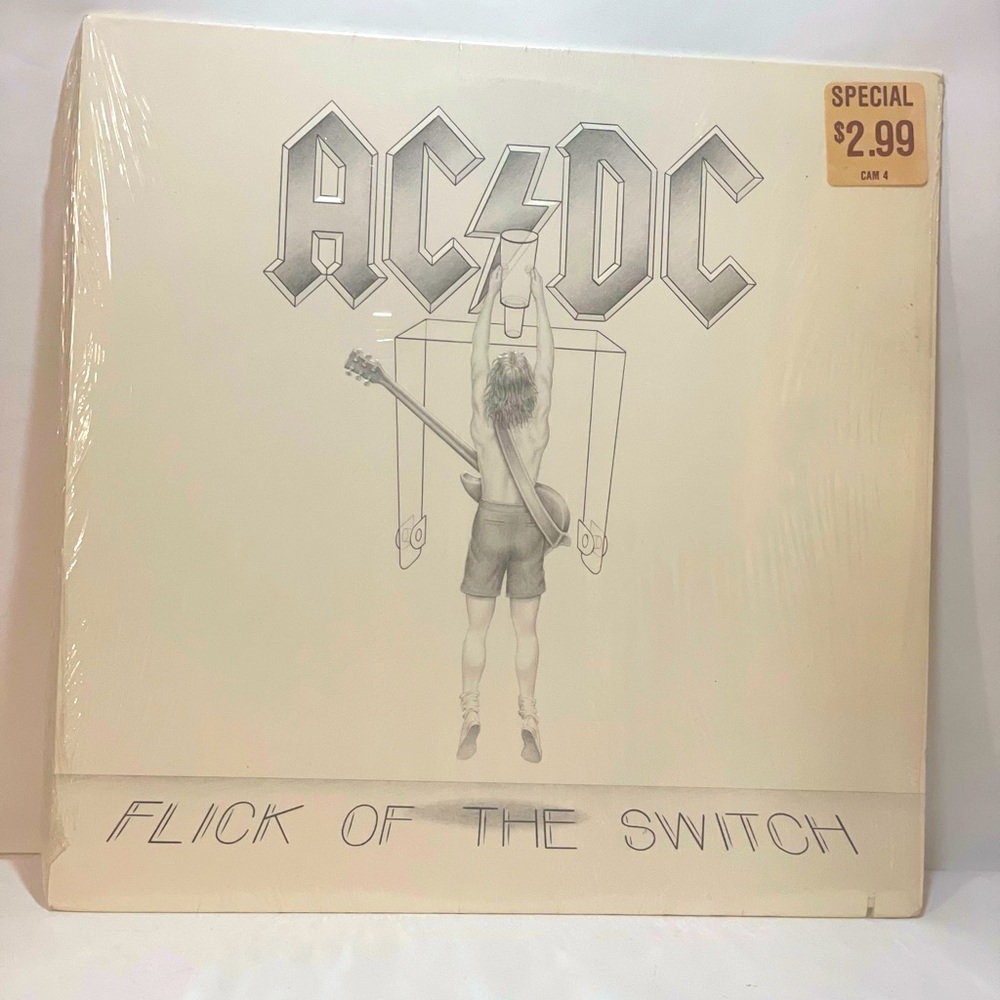 SPECIAL
$2.99
CAM 4
AC⚡DC
FLICK OF THE SWITCH